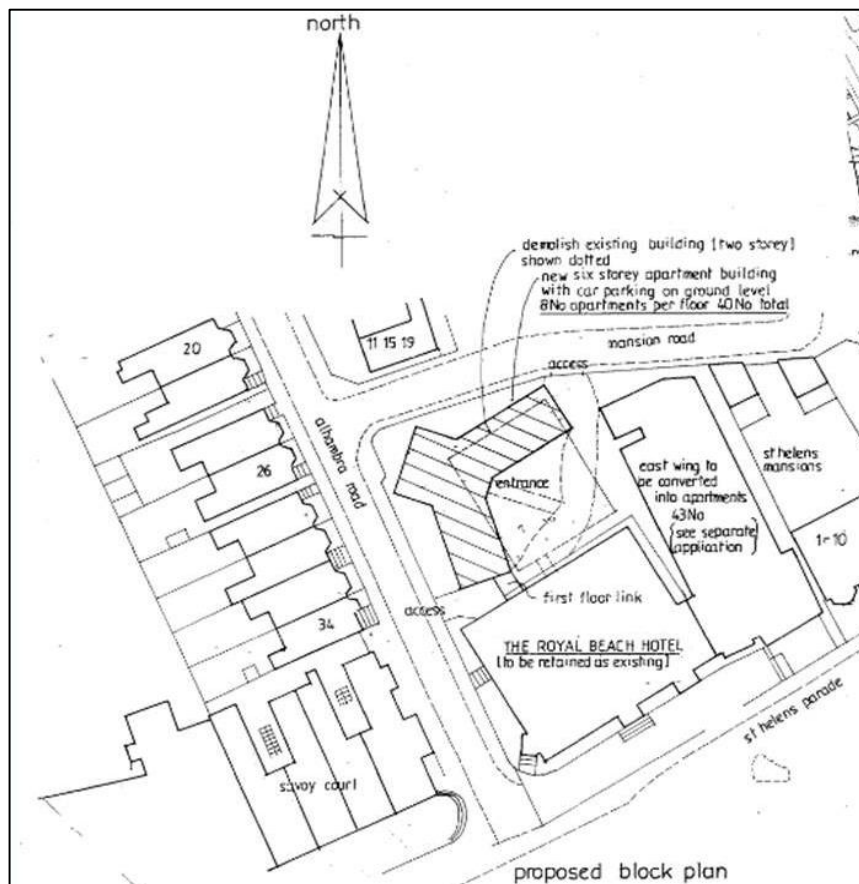 north
demolish existing building [two storey]
shown dotted
new six storey apartment building
with car parking on ground level
8No apartments per floor 40No total
mansion road
access
20
11 15 19
alhambra road
26
entrance
east wing to
be converted
into apartments
43No
[see separate
application]
st helens
mansions
1-10
first floor link
access
34
THE ROYAL BEACH HOTEL
[to be retained as existing]
st helens parade
savoy court
proposed block plan